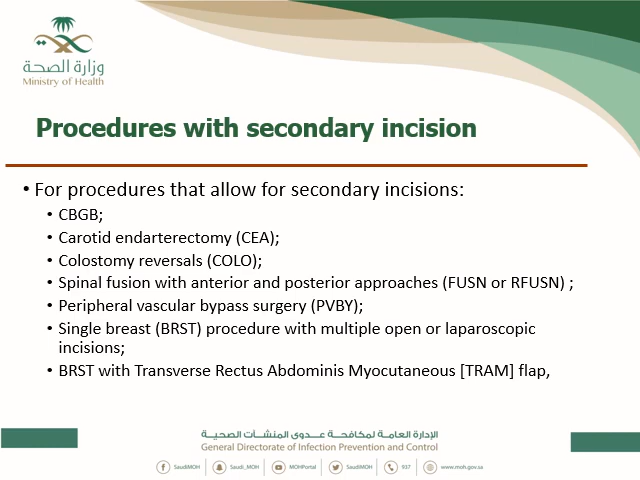 وزارة الصحة
Ministry of Health
Procedures with secondary incision
• For procedures that allow for secondary incisions:
• CBGB;
• Carotid endarterectomy (CEA);
• Colostomy reversals (COLO);
• Spinal fusion with anterior and posterior approaches (FUSN or RFUSN) ;
• Peripheral vascular bypass surgery (PVBY);
• Single breast (BRST) procedure with multiple open or laparoscopic
incisions;
• BRST with Transverse Rectus Abdominis Myocutaneous [TRAM] flap,
الإدارة العامة لمكافحة عدوى المنشآت الصحية
General Directorate of Infection Prevention and Control
SaudiMOH | Saudi_MOH | MOHPortal | SaudiMOH | 937 | www.moh.gov.sa